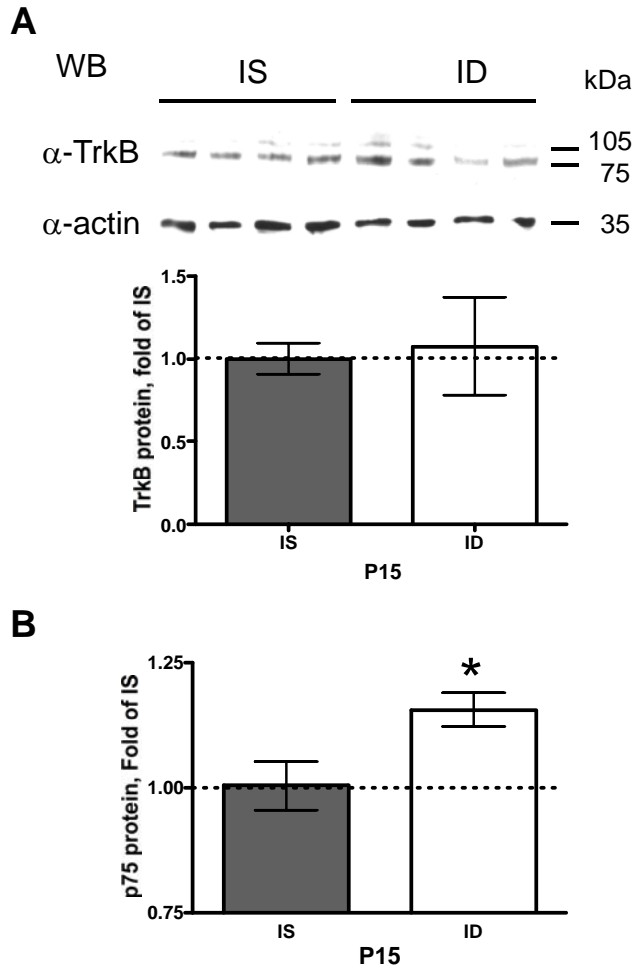 A
WB IS ID kDa
α-TrkB 105
75
α-actin 35
TrkB protein, fold of IS
1.5
1.0
0.5
0.0
IS ID
P15
B
p75 protein, Fold of IS
1.25
*
1.00
0.75
IS ID
P15